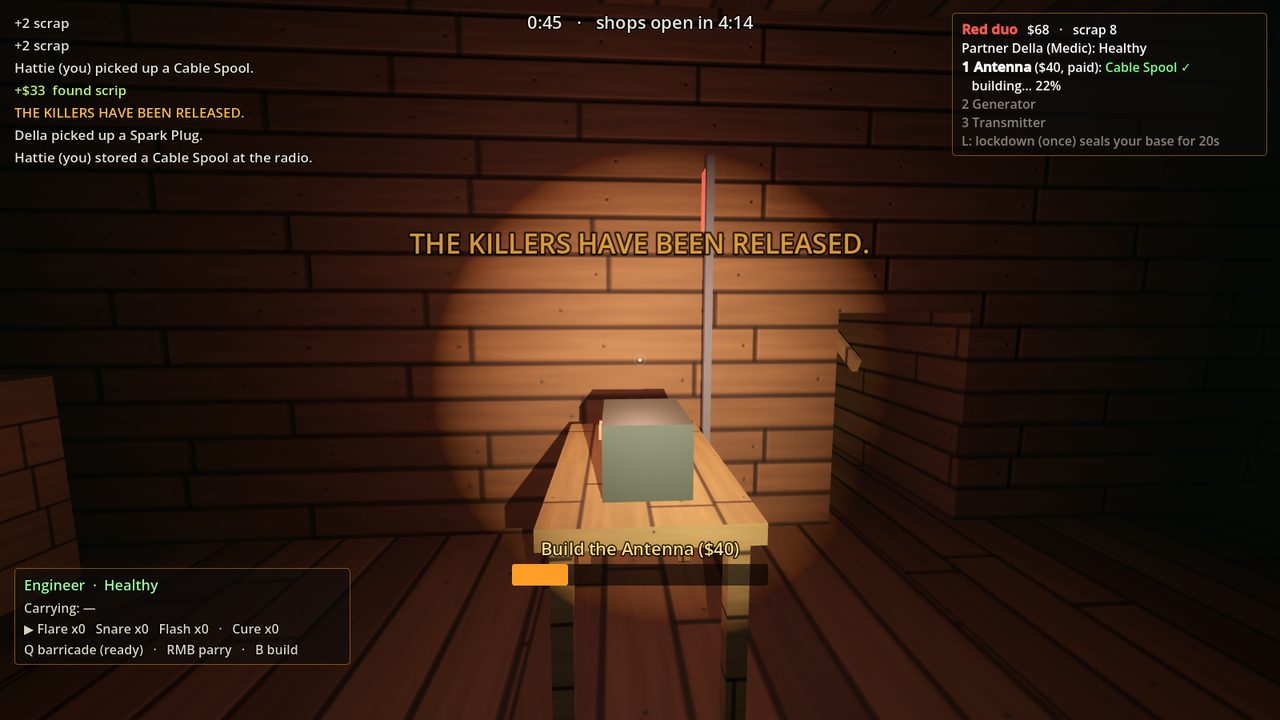 +2 scrap
+2 scrap
Hattie (you) picked up a Cable Spool.
+$33 found scrip
THE KILLERS HAVE BEEN RELEASED.
Della picked up a Spark Plug.
Hattie (you) stored a Cable Spool at the radio.
0:45 · shops open in 4:14
Red duo $68 · scrap 8
Partner Della (Medic): Healthy
1 Antenna ($40, paid): Cable Spool ✓
building... 22%
2 Generator
3 Transmitter
L: lockdown (once) seals your base for 20s
THE KILLERS HAVE BEEN RELEASED.
Build the Antenna ($40)
Engineer · Healthy
Carrying: —
▶ Flare x0 Snare x0 Flash x0 · Cure x0
Q barricade (ready) · RMB parry · B build